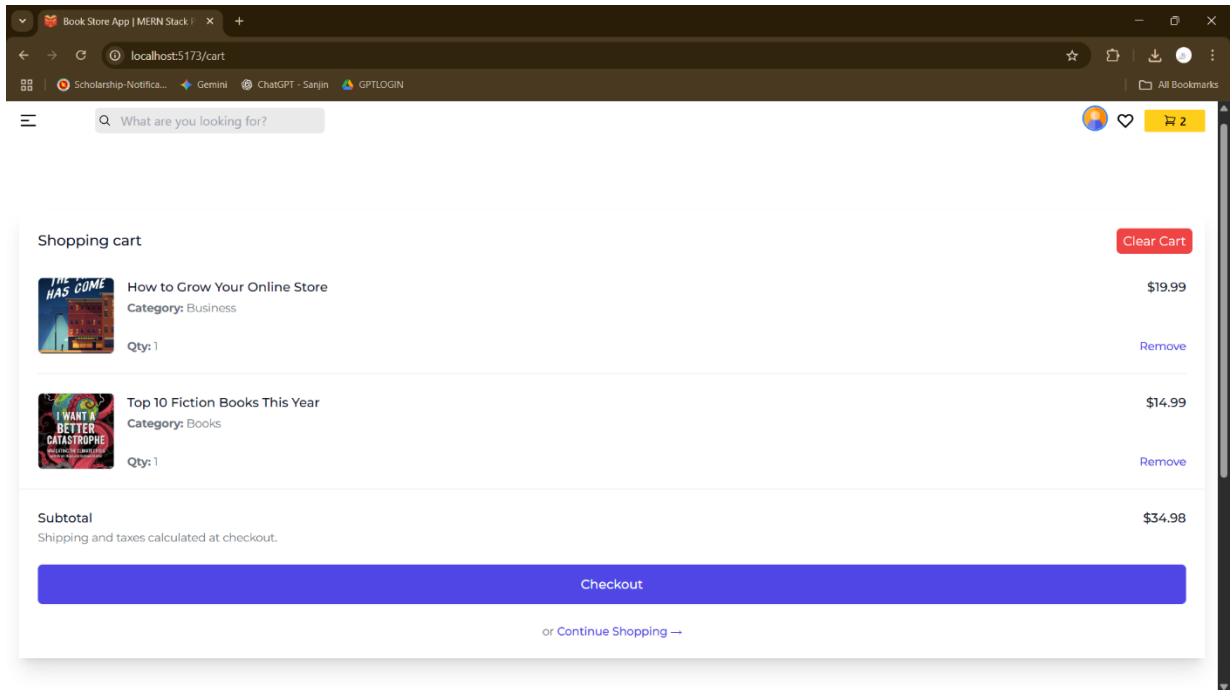 Book Store App | MERN Stack P
localhost:5173/cart
Scholarship-Notifica... Gemini ChatGPT - Sanjin GPTLOGIN All Bookmarks
What are you looking for? 2
Shopping cart Clear Cart
HAS COME
How to Grow Your Online Store $19.99
Category: Business
Qty: 1 Remove
I WANT A
BETTER
CATASTROPHE
Top 10 Fiction Books This Year $14.99
Category: Books
Qty: 1 Remove
Subtotal $34.98
Shipping and taxes calculated at checkout.
Checkout
or Continue Shopping →